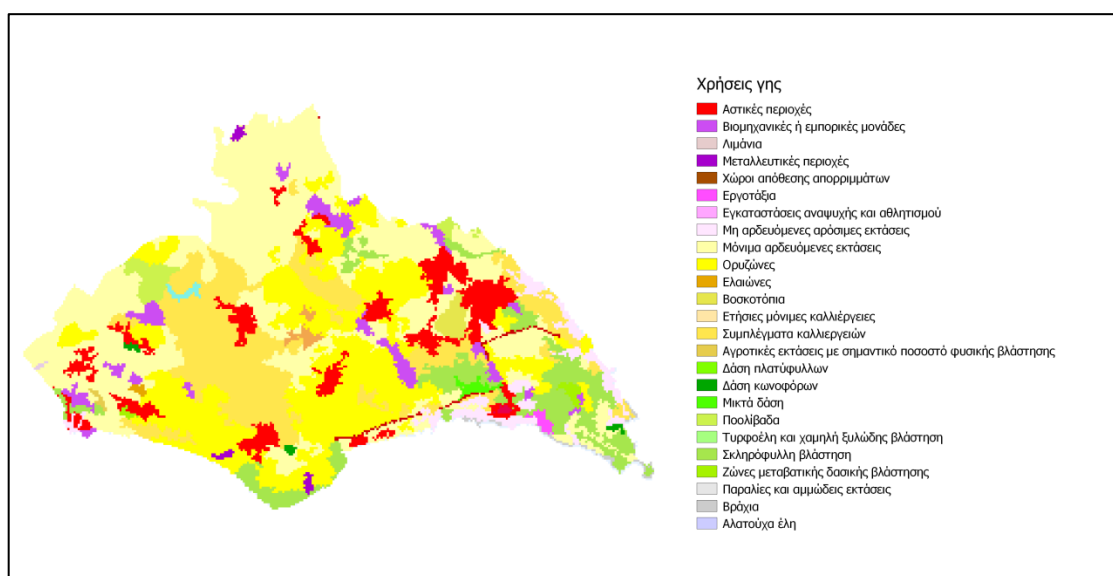 Χρήσεις γης
Αστικές περιοχές
Βιομηχανικές ή εμπορικές μονάδες
Λιμάνια
Μεταλλευτικές περιοχές
Χώροι απόθεσης απορριμμάτων
Εργοτάξια
Εγκαταστάσεις αναψυχής και αθλητισμού
Μη αρδευόμενες αρόσιμες εκτάσεις
Μόνιμα αρδευόμενες εκτάσεις
Ορυζώνες
Ελαιώνες
Βοσκοτόπια
Ετήσιες μόνιμες καλλιέργειες
Συμπλέγματα καλλιεργειών
Αγροτικές εκτάσεις με σημαντικό ποσοστό φυσικής βλάστησης
Δάση πλατύφυλλων
Δάση κωνοφόρων
Μικτά δάση
Ποολίβαδα
Τυρφοέλη και χαμηλή ξυλώδης βλάστηση
Σκληρόφυλλη βλάστηση
Ζώνες μεταβατικής δασικής βλάστησης
Παραλίες και αμμώδεις εκτάσεις
Βράχια
Αλατούχα έλη